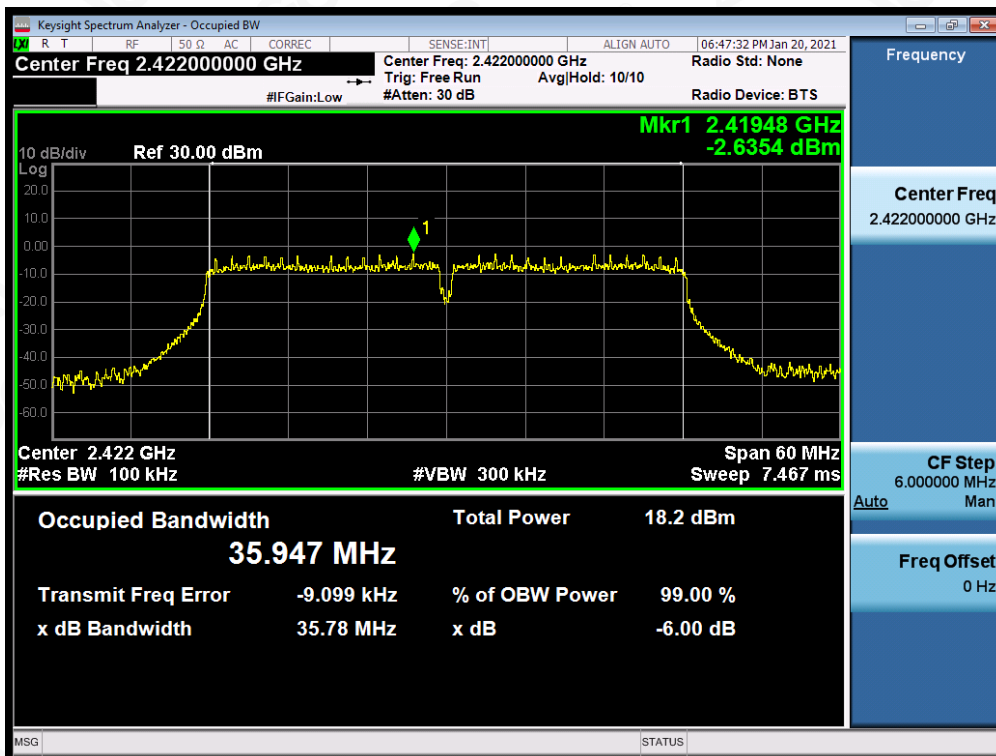 Keysight Spectrum Analyzer - Occupied BW
LXI R T RF 50 Ω AC CORREC SENSE:INT ALIGN AUTO 06:47:32 PM Jan 20, 2021
Center Freq 2.422000000 GHz
#IFGain:Low
Center Freq: 2.422000000 GHz
Trig: Free Run Avg|Hold: 10/10
#Atten: 30 dB
Radio Std: None
Radio Device: BTS
Mkr1 2.41948 GHz
-2.6354 dBm
10 dB/div Ref 30.00 dBm
Log
20.0
10.0
0.00
-10.0
-20.0
-30.0
-40.0
-50.0
-60.0
1
Center 2.422 GHz Span 60 MHz
#Res BW 100 kHz #VBW 300 kHz Sweep 7.467 ms
Occupied Bandwidth Total Power 18.2 dBm
35.947 MHz
Transmit Freq Error -9.099 kHz % of OBW Power 99.00 %
x dB Bandwidth 35.78 MHz x dB -6.00 dB
MSG STATUS
Frequency
Center Freq
2.422000000 GHz
CF Step
6.000000 MHz
Auto Man
Freq Offset
0 Hz